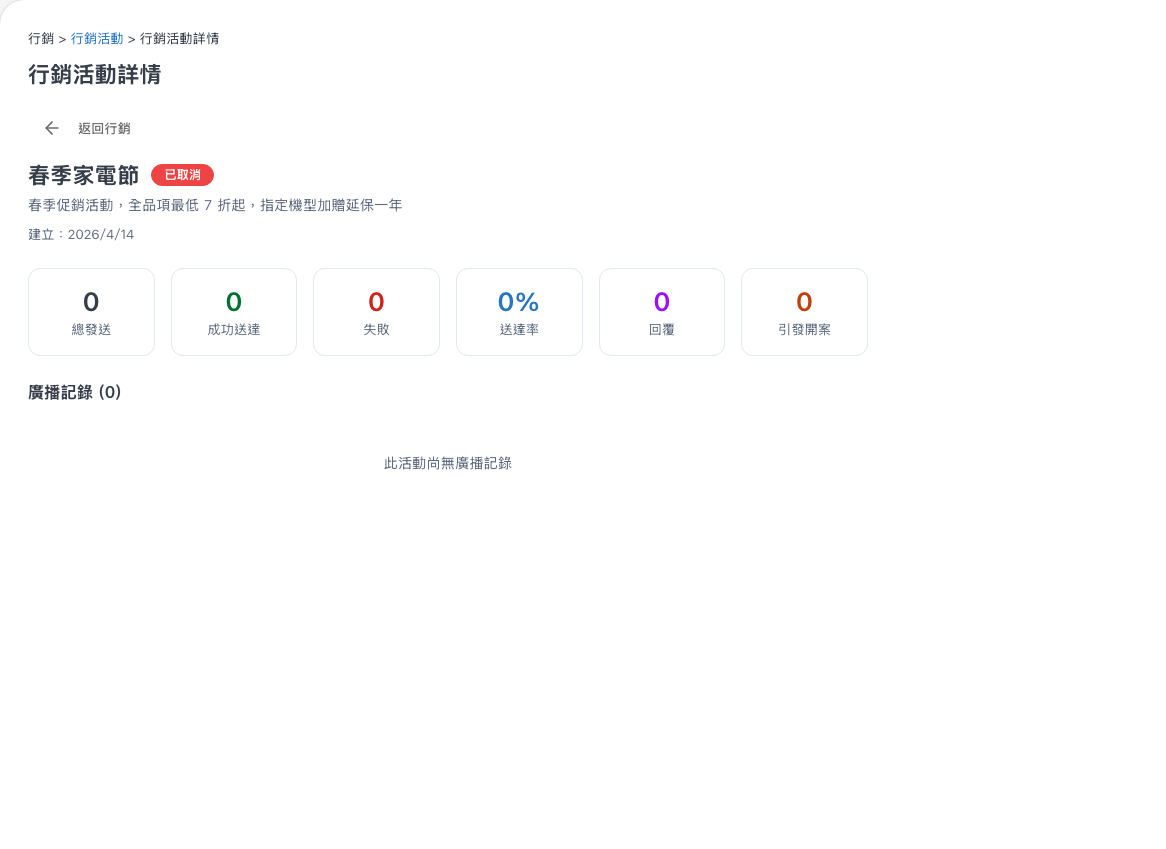 行銷 > 行銷活動 > 行銷活動詳情
行銷活動詳情
返回行銷
春季家電節 已取消
春季促銷活動，全品項最低 7 折起，指定機型加贈延保一年
建立：2026/4/14
0 0 0 0% 0 0
總發送 成功送達 失敗 送達率 回覆 引發開案
廣播記錄 (0)
此活動尚無廣播記錄